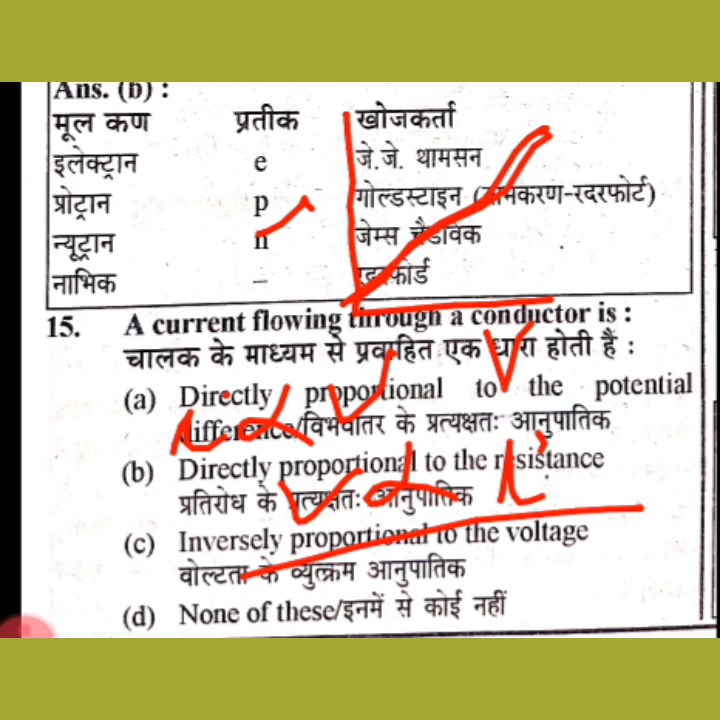 Ans. (b) :
मूल कण प्रतीक खोजकर्ता
इलेक्ट्रान e जे.जे. थामसन
प्रोट्रान p गोल्डस्टाइन (नामकरण-रदरफोर्ट)
न्यूट्रान n जेम्स चैडविक
नाभिक – रदरफोर्ड
15. A current flowing through a conductor is :
चालक के माध्यम से प्रवाहित एक धारा होती है :
(a) Directly proportional to the potential
difference/विभवांतर के प्रत्यक्षतः आनुपातिक
(b) Directly proportional to the resistance
प्रतिरोध के प्रत्यक्षतः आनुपातिक
(c) Inversely proportional to the voltage
वोल्टता के व्युत्क्रम आनुपातिक
(d) None of these/इनमें से कोई नहीं
i α V
V α i